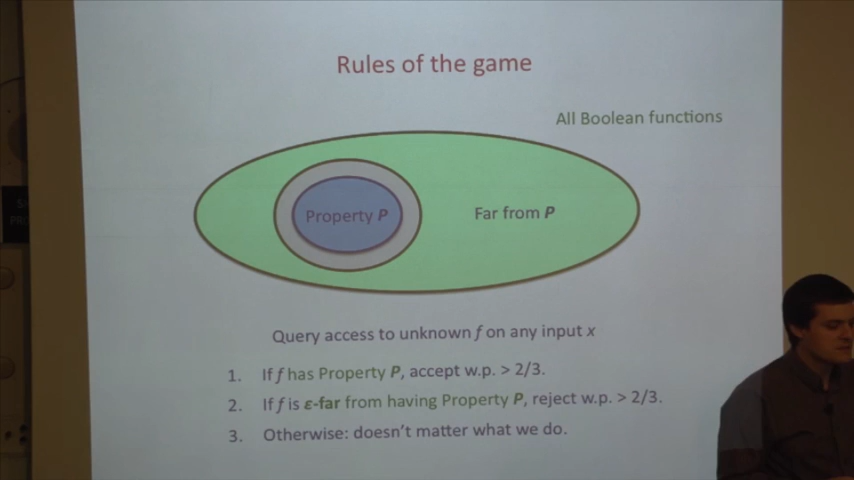 Rules of the game
All Boolean functions
Property P
Far from P
Query access to unknown f on any input x
1. If f has Property P, accept w.p. > 2/3.
2. If f is ε-far from having Property P, reject w.p. > 2/3.
3. Otherwise: doesn't matter what we do.